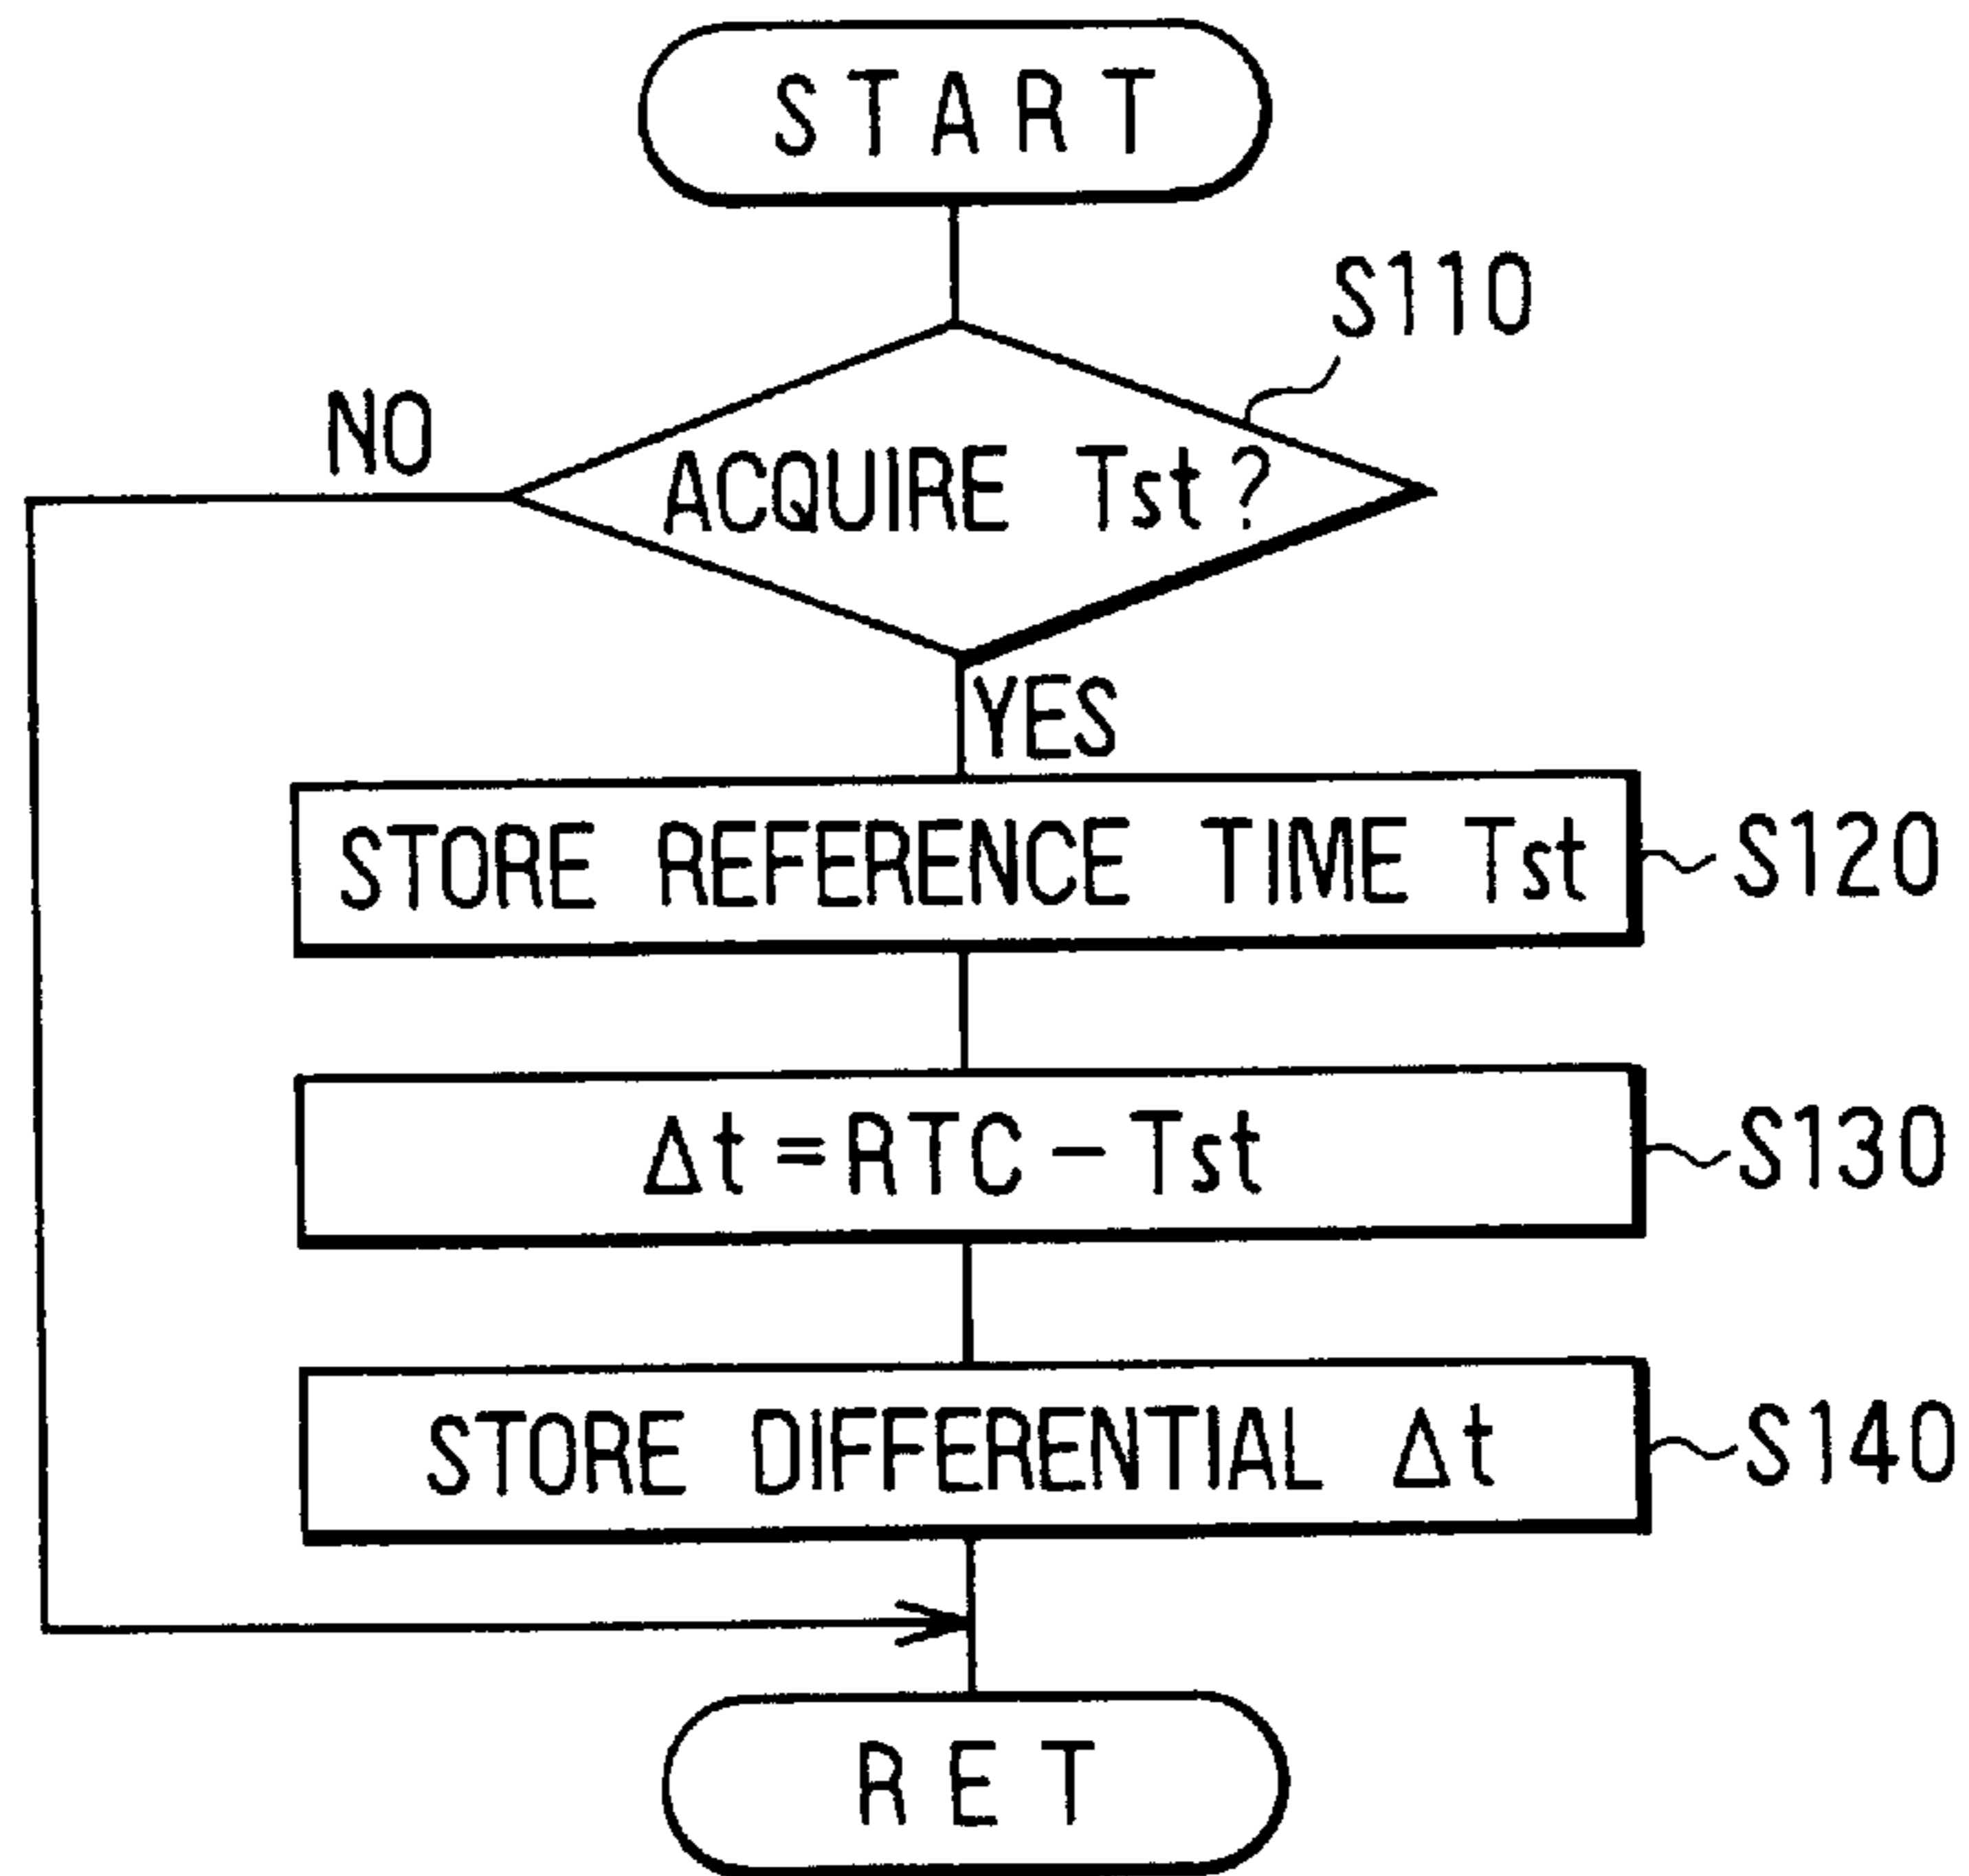 START
S110
NO
ACQUIRE Tst?
YES
STORE REFERENCE TIME Tst
S120
Δt=RTC-Tst
S130
STORE DIFFERENTIAL Δt
S140
RET